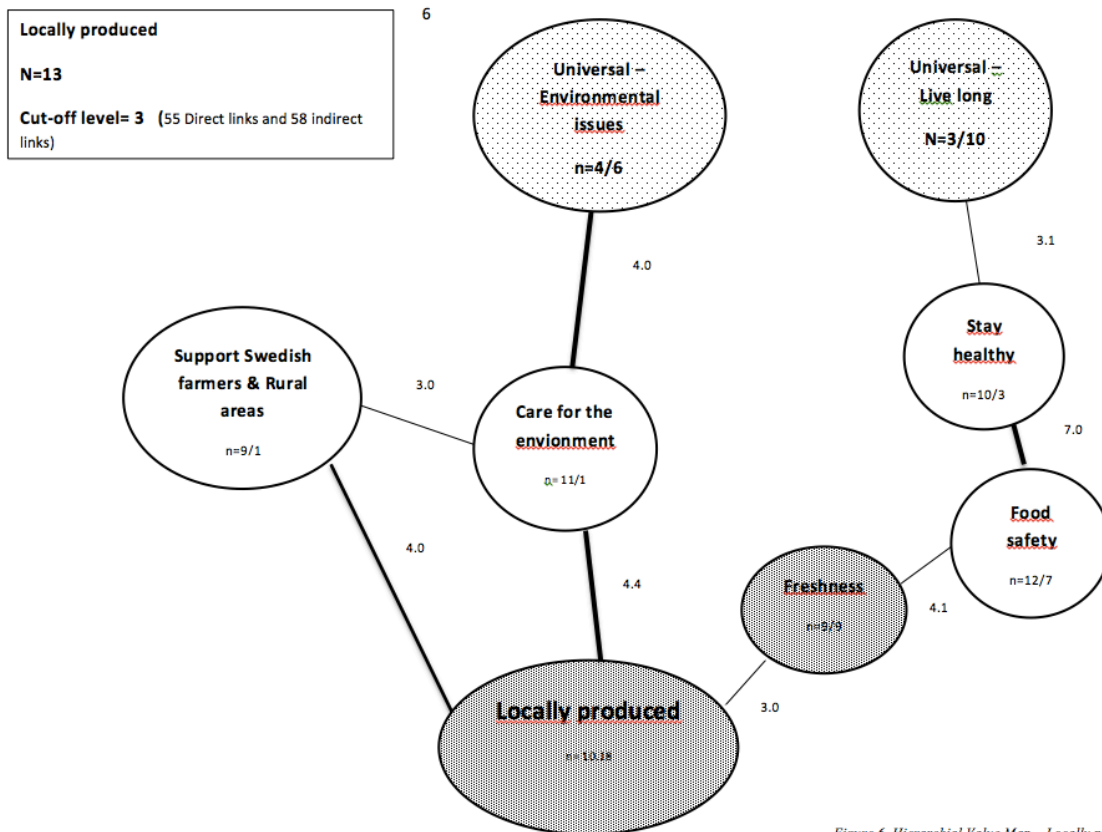 Locally produced
N=13
Cut-off level= 3 (55 Direct links and 58 indirect
links)
6
Universal –
Environmental
issues
n=4/6
Universal –
Live long
N=3/10
4.0
3.1
Support Swedish
farmers & Rural
areas
n=9/1
3.0
Care for the
envionment
n= 11/1
Stay
healthy
n=10/3
7.0
Food
safety
n=12/7
4.0
4.4
Freshness
n=9/9
4.1
3.0
Locally produced
n= 10.18
Figure 6. Hierarchial Value Map – Locally